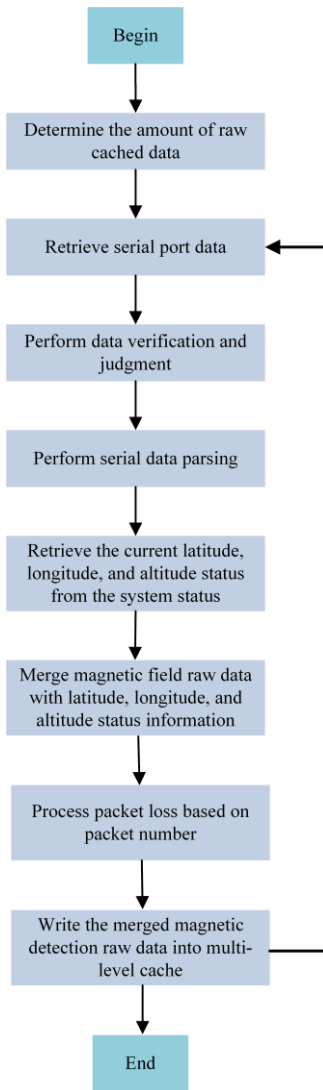 Begin
Determine the amount of raw
cached data
Retrieve serial port data
Perform data verification and
judgment
Perform serial data parsing
Retrieve the current latitude,
longitude, and altitude status
from the system status
Merge magnetic field raw data
with latitude, longitude, and
altitude status information
Process packet loss based on
packet number
Write the merged magnetic
detection raw data into multi-
level cache
End